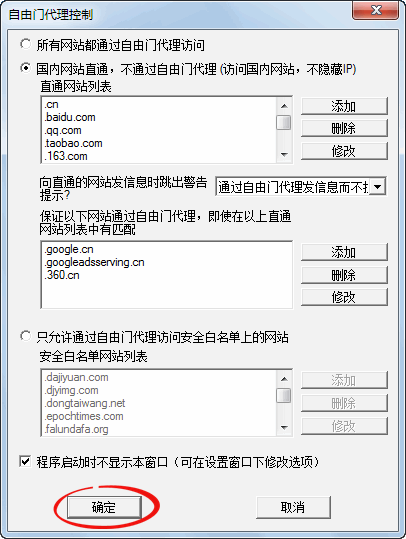 自由门代理控制
所有网站都通过自由门代理访问
国内网站直通，不通过自由门代理 (访问国内网站，不隐藏IP)
直通网站列表
.cn
.baidu.com
.qq.com
.taobao.com
.163.com
添加
删除
修改
向直通的网站发信息时跳出警告
提示?
通过自由门代理发信息而不
保证以下网站通过自由门代理，即使在以上直通
网站列表中有匹配
.google.cn
.googleadsserving.cn
.360.cn
添加
删除
修改
只允许通过自由门代理访问安全白名单上的网站
安全白名单网站列表
.dajiyuan.com
.djyimg.com
.dongtaiwang.net
.epochtimes.com
.falundafa.org
添加
删除
修改
程序启动时不显示本窗口（可在设置窗口下修改选项）
确定
取消